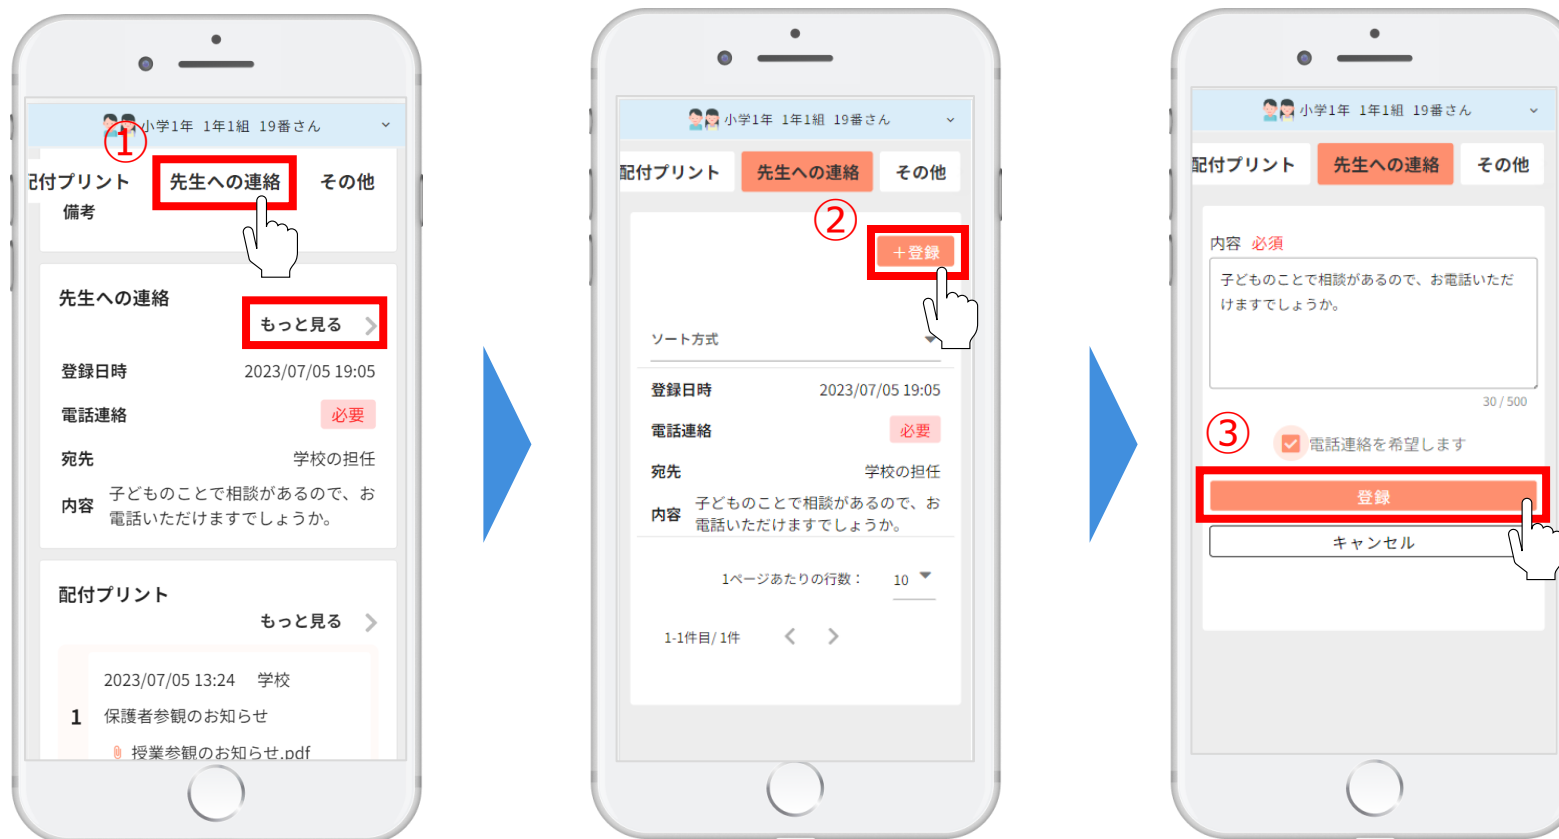 小学1年 1年1組 19番さん
①
配付プリント 先生への連絡 その他
備考
先生への連絡
もっと見る
登録日時 2023/07/05 19:05
電話連絡 必要
宛先 学校の担任
内容 子どものことで相談があるので、お
電話いただけますでしょうか。
配付プリント
もっと見る
2023/07/05 13:24 学校
1 保護者参観のお知らせ
授業参観のお知らせ.pdf
小学1年 1年1組 19番さん
配付プリント 先生への連絡 その他
②
+登録
ソート方式
登録日時 2023/07/05 19:05
電話連絡 必要
宛先 学校の担任
内容 子どものことで相談があるので、お
電話いただけますでしょうか。
1ページあたりの行数： 10
1-1件目/1件
小学1年 1年1組 19番さん
配付プリント 先生への連絡 その他
内容 必須
子どものことで相談があるので、お電話いただ
けますでしょうか。
30 / 500
③
電話連絡を希望します
登録
キャンセル